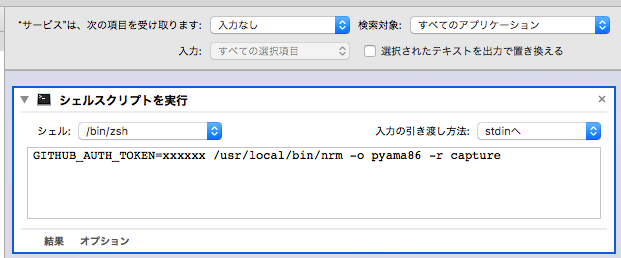 "サービス"は、次の項目を受け取ります: 入力なし 検索対象: すべてのアプリケーション
入力: すべての選択項目 選択されたテキストを出力で置き換える
シェルスクリプトを実行
シェル: /bin/zsh 入力の引き渡し方法: stdinへ
GITHUB_AUTH_TOKEN=xxxxxx /usr/local/bin/nrm -o pyama86 -r capture
結果 オプション